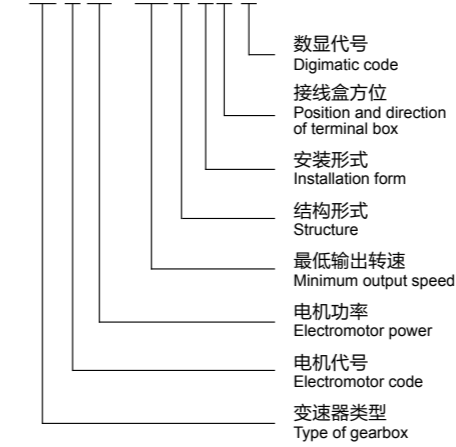 数显代号
Digimatic code
接线盒方位
Position and direction
of terminal box
安装形式
Installation form
结构形式
Structure
最低输出转速
Minimum output speed
电机功率
Electromotor power
电机代号
Electromotor code
变速器类型
Type of gearbox